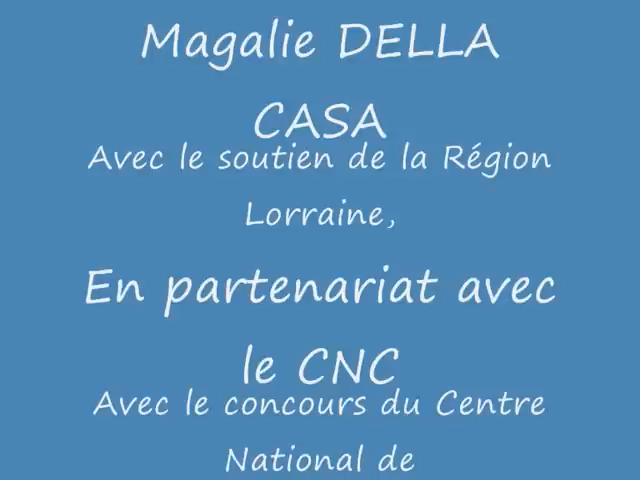 Magalie DELLA
CASA
Avec le soutien de la Région
Lorraine,
En partenariat avec
le CNC
Avec le concours du Centre
National de